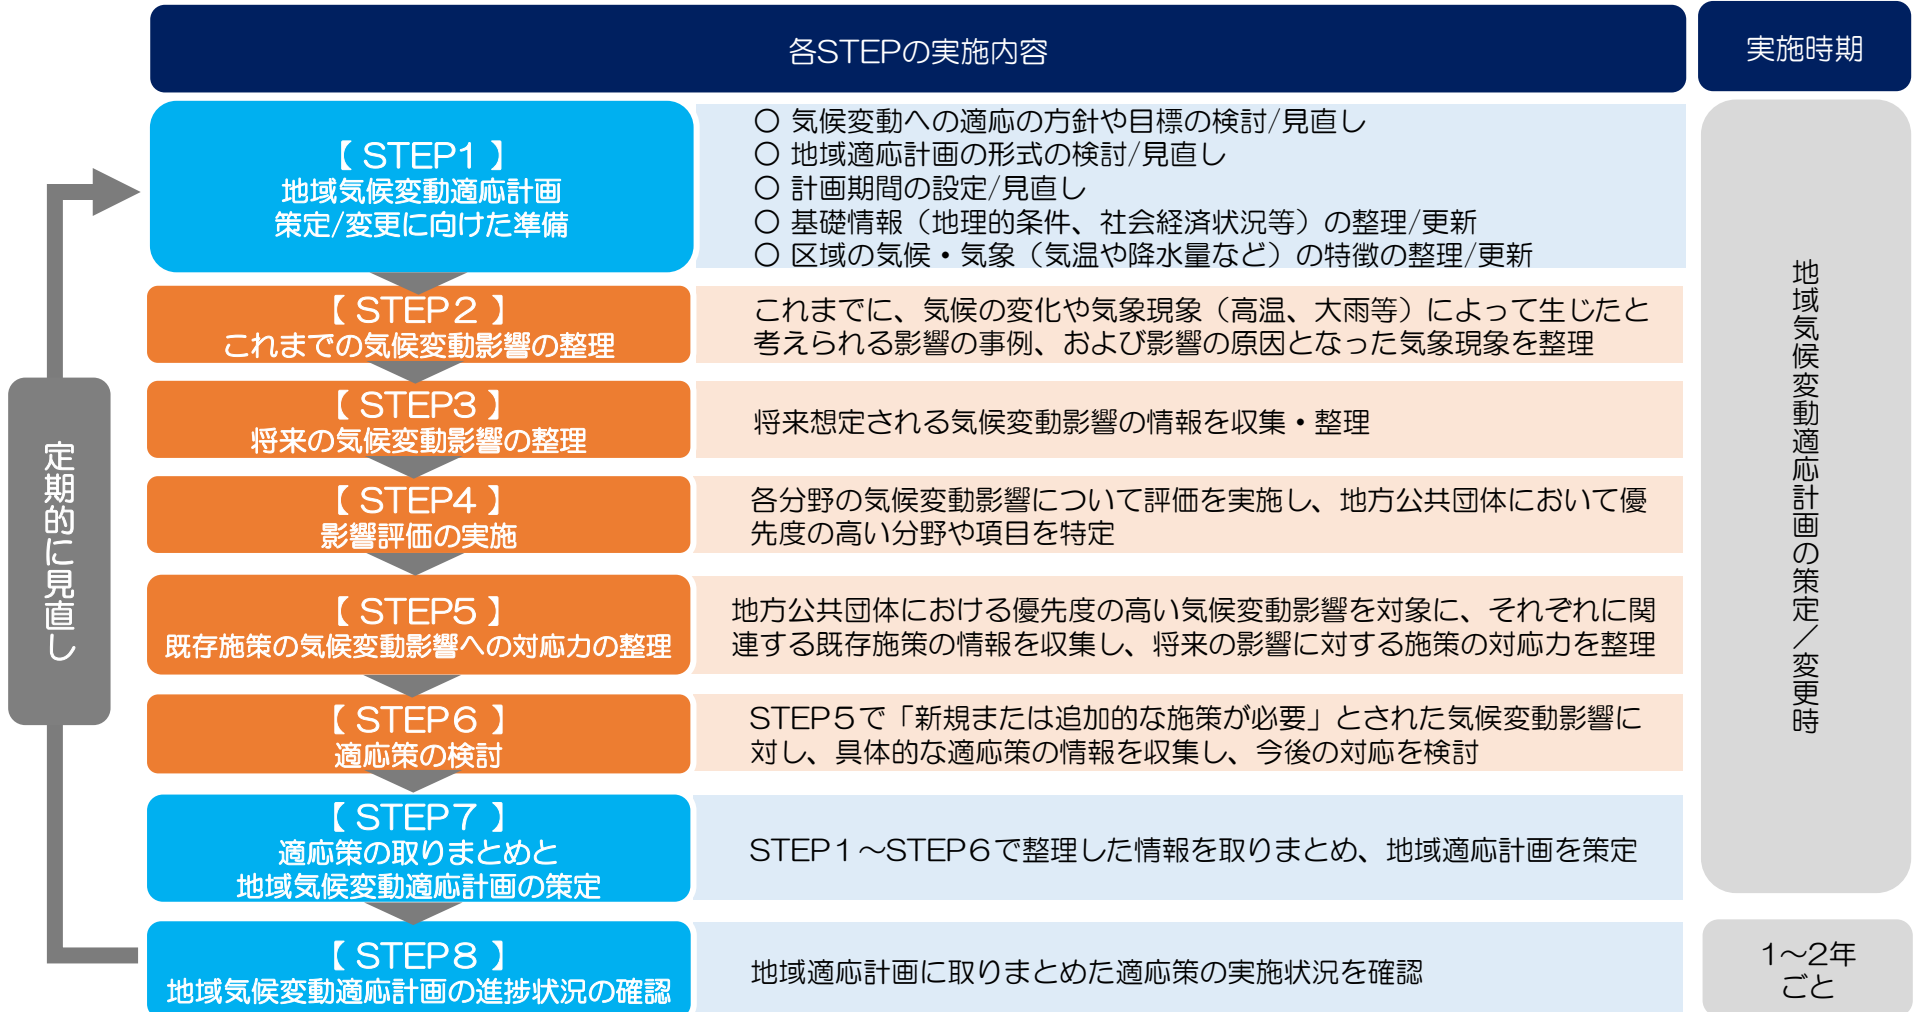 各STEPの実施内容
実施時期
【 STEP1 】
地域気候変動適応計画
策定/変更に向けた準備
○ 気候変動への適応の方針や目標の検討/見直し
○ 地域適応計画の形式の検討/見直し
○ 計画期間の設定/見直し
○ 基礎情報（地理的条件、社会経済状況等）の整理/更新
○ 区域の気候・気象（気温や降水量など）の特徴の整理/更新
【 STEP２ 】
これまでの気候変動影響の整理
これまでに、気候の変化や気象現象（高温、大雨等）によって生じたと
考えられる影響の事例、および影響の原因となった気象現象を整理
【 STEP3 】
将来の気候変動影響の整理
将来想定される気候変動影響の情報を収集・整理
【 STEP4 】
影響評価の実施
各分野の気候変動影響について評価を実施し、地方公共団体において優
先度の高い分野や項目を特定
【 STEP5 】
既存施策の気候変動影響への対応力の整理
地方公共団体における優先度の高い気候変動影響を対象に、それぞれに関
連する既存施策の情報を収集し、将来の影響に対する施策の対応力を整理
【 STEP６ 】
適応策の検討
STEP５で「新規または追加的な施策が必要」とされた気候変動影響に
対し、具体的な適応策の情報を収集し、今後の対応を検討
【 STEP７ 】
適応策の取りまとめと
地域気候変動適応計画の策定
STEP１～STEP６で整理した情報を取りまとめ、地域適応計画を策定
【 STEP８ 】
地域気候変動適応計画の進捗状況の確認
地域適応計画に取りまとめた適応策の実施状況を確認
定期的に見直し
地域気候変動適応計画の策定／変更時
1～2年
ごと